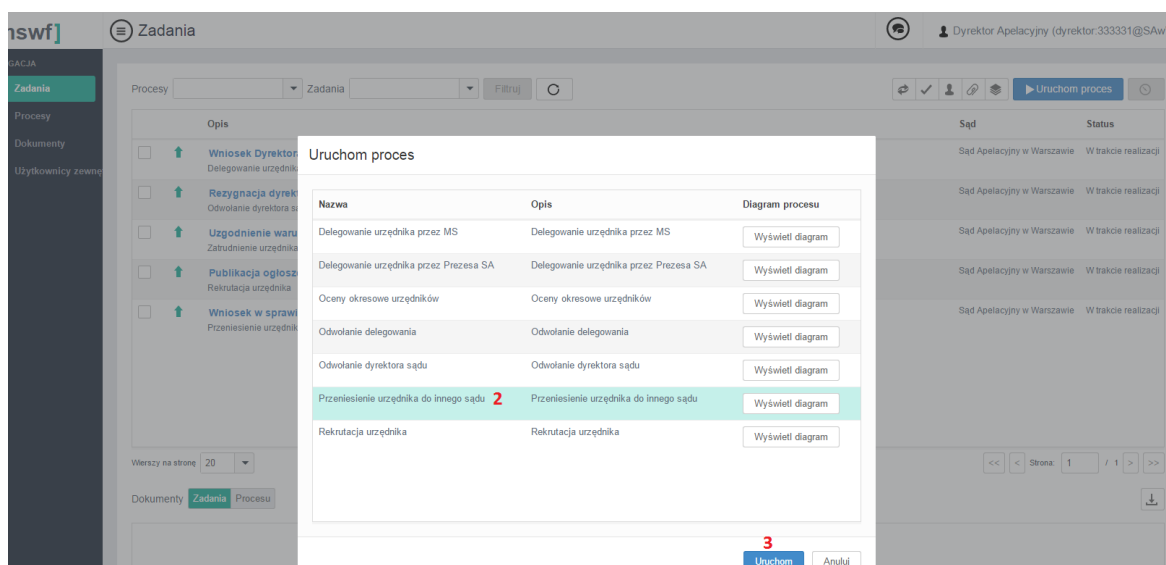 nswf] Zadania Dyrektor Apelacyjny (dyrektor:333331@SAw
GACJA
Zadania
Procesy
Dokumenty
Użytkownicy zewnę
Procesy Zadania Filtruj Uruchom proces
Opis Sąd Status
Wniosek Dyrektor
Delegowanie urzędnik
Sąd Apelacyjny w Warszawie W trakcie realizacji
Rezygnacja dyrek
Odwołanie dyrektora s
Sąd Apelacyjny w Warszawie W trakcie realizacji
Uzgodnienie waru
Zatrudnienie urzędnika
Sąd Apelacyjny w Warszawie W trakcie realizacji
Publikacja ogłosz
Rekrutacja urzędnika
Sąd Apelacyjny w Warszawie W trakcie realizacji
Wniosek w spraw
Przeniesienie urzędnik
Sąd Apelacyjny w Warszawie W trakcie realizacji
Uruchom proces
Nazwa Opis Diagram procesu
Delegowanie urzędnika przez MS Delegowanie urzędnika przez MS Wyświetl diagram
Delegowanie urzędnika przez Prezesa SA Delegowanie urzędnika przez Prezesa SA Wyświetl diagram
Oceny okresowe urzędników Oceny okresowe urzędników Wyświetl diagram
Odwołanie delegowania Odwołanie delegowania Wyświetl diagram
Odwołanie dyrektora sądu Odwołanie dyrektora sądu Wyświetl diagram
Przeniesienie urzędnika do innego sądu 2 Przeniesienie urzędnika do innego sądu Wyświetl diagram
Rekrutacja urzędnika Rekrutacja urzędnika Wyświetl diagram
3
Uruchom Anuluj
Wierszy na stronę 20 << < Strona: 1 / 1 > >>
Dokumenty Zadania Procesu